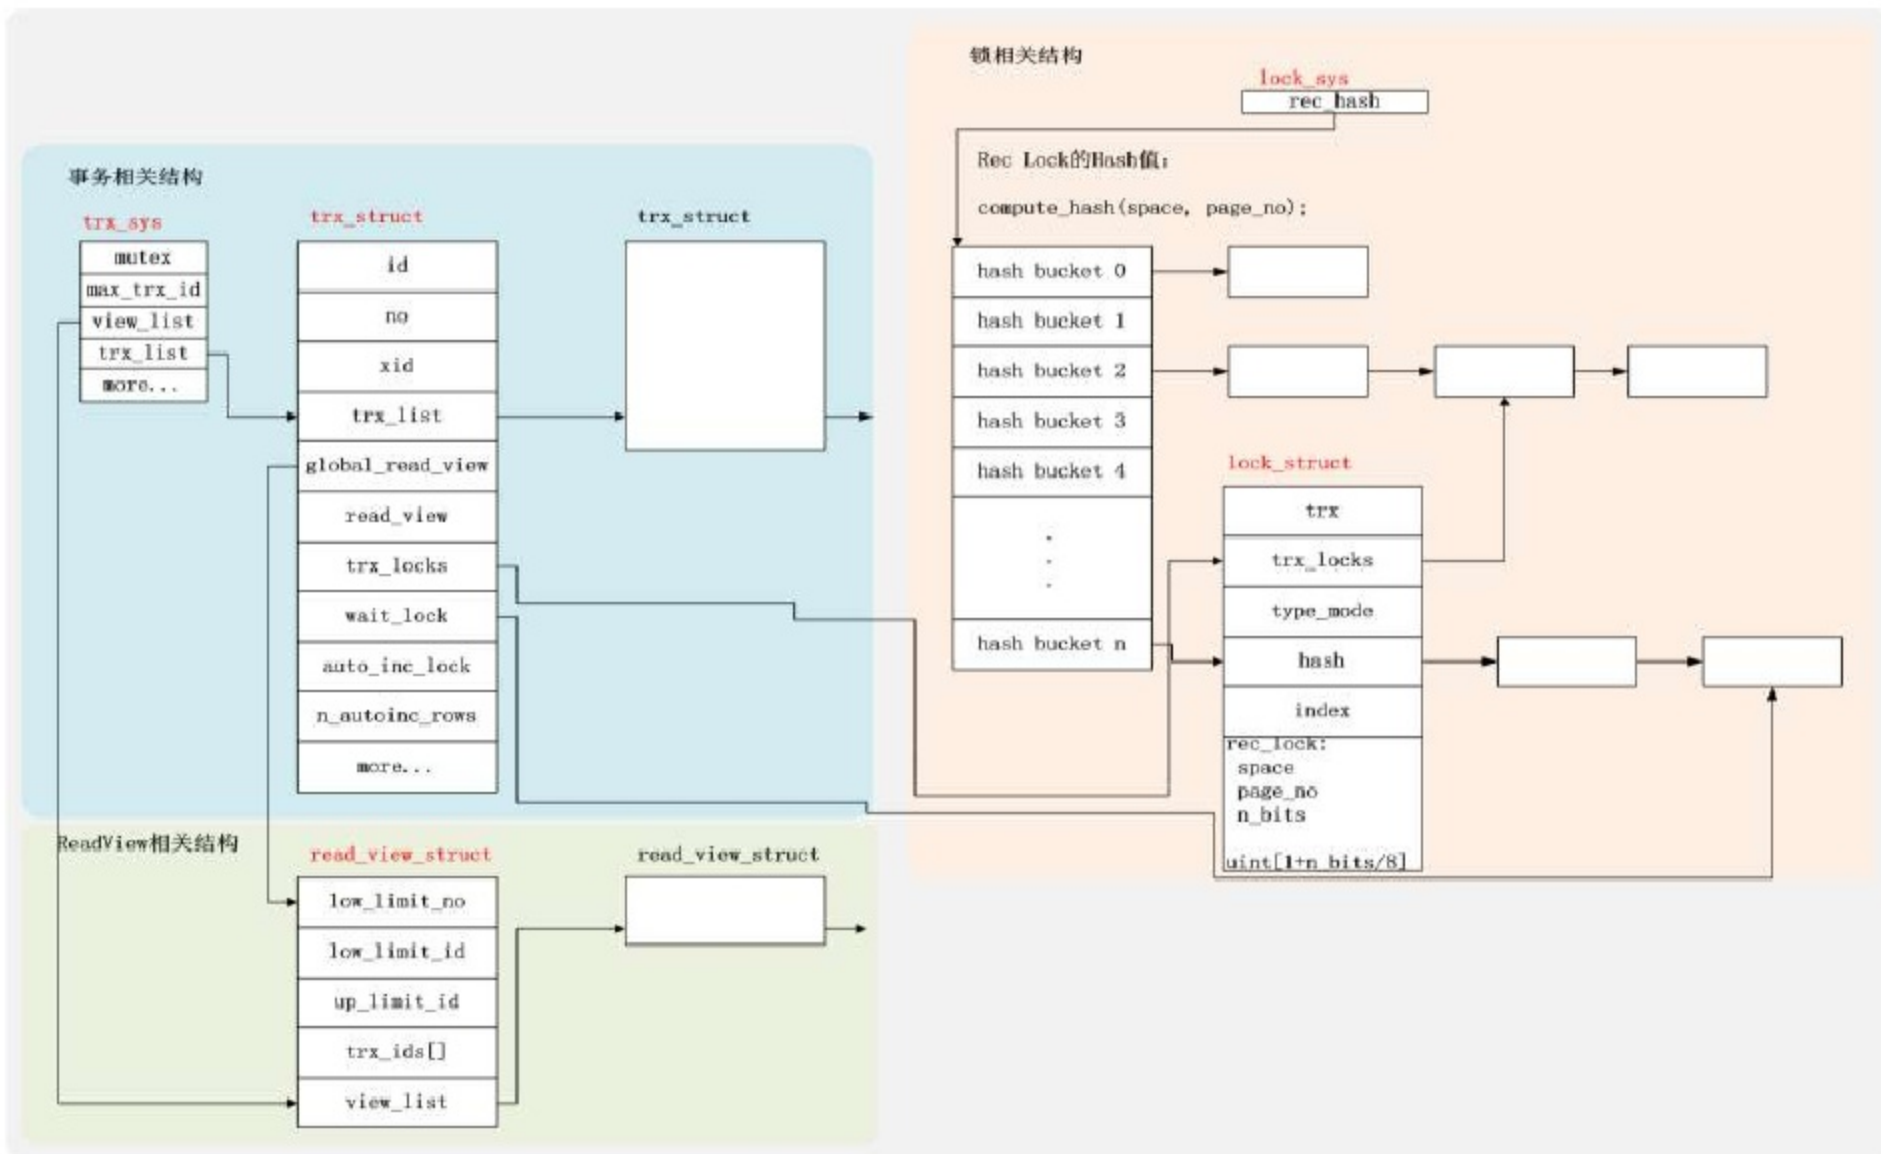 锁相关结构
lock_sys
rec_hash
Rec Lock的Hash值:
compute_hash(space, page_no);
hash bucket 0
hash bucket 1
hash bucket 2
hash bucket 3
hash bucket 4
.
.
.
hash bucket n
lock_struct
trx
trx_locks
type_mode
hash
index
rec_lock:
space
page_no
n_bits
uint[1+n_bits/8]
事务相关结构
trx_sys
mutex
max_trx_id
view_list
trx_list
more...
trx_struct
id
no
xid
trx_list
global_read_view
read_view
trx_locks
wait_lock
auto_inc_lock
n_autoinc_rows
more...
trx_struct
ReadView相关结构
read_view_struct
low_limit_no
low_limit_id
up_limit_id
trx_ids[]
view_list
read_view_struct